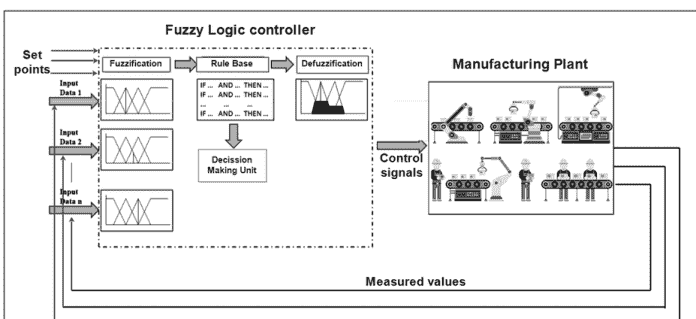 Fuzzy Logic controller
Set
points
Fuzzification
Rule Base
Defuzzification
Manufacturing Plant
Input
Data 1
IF ... AND ... THEN ...
IF ... AND ... THEN ...
... ... ...
IF ... AND ... THEN ...
Input
Data 2
Decission
Making Unit
Control
signals
Input
Data n
Measured values